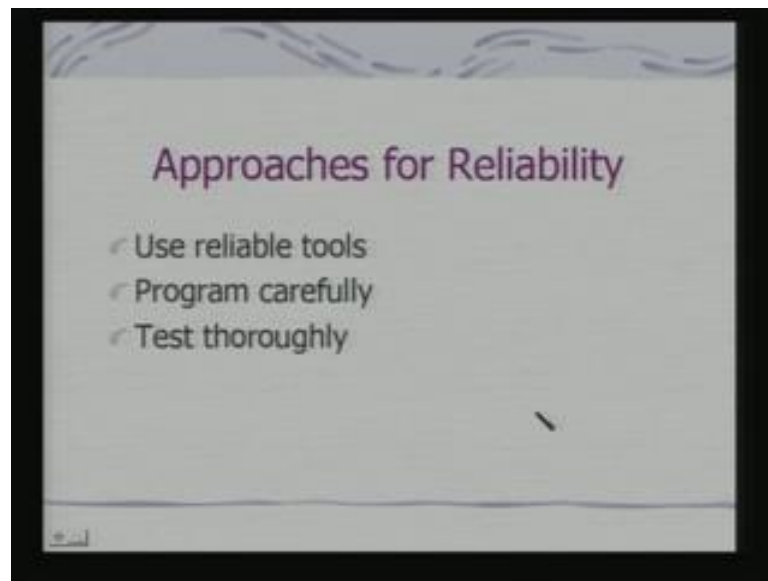 Approaches for Reliability
Use reliable tools
Program carefully
Test thoroughly